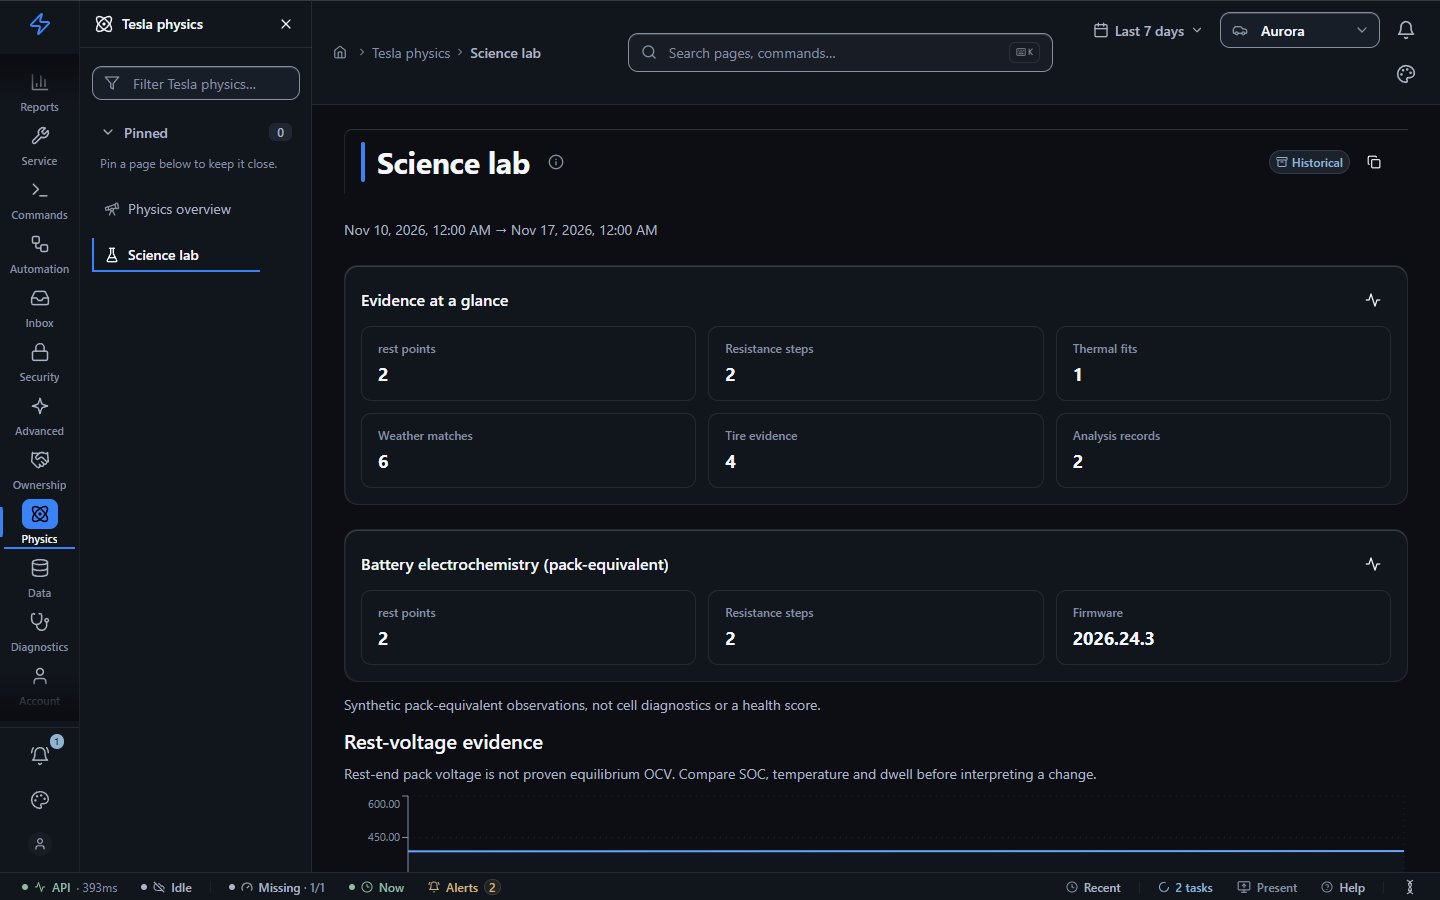 Tesla physics
Filter Tesla physics...
Pinned
0
Pin a page below to keep it close.
Physics overview
Science lab
Reports
Service
Commands
Automation
Inbox
Security
Advanced
Ownership
Physics
Data
Diagnostics
Account
1
Tesla physics
Science lab
Search pages, commands...
K
Last 7 days
Aurora
Science lab
Historical
Nov 10, 2026, 12:00 AM → Nov 17, 2026, 12:00 AM
Evidence at a glance
rest points
2
Resistance steps
2
Thermal fits
1
Weather matches
6
Tire evidence
4
Analysis records
2
Battery electrochemistry (pack-equivalent)
rest points
2
Resistance steps
2
Firmware
2026.24.3
Synthetic pack-equivalent observations, not cell diagnostics or a health score.
Rest-voltage evidence
Rest-end pack voltage is not proven equilibrium OCV. Compare SOC, temperature and dwell before interpreting a change.
600.00
450.00
API · 393ms
Idle
Missing · 1/1
Now
Alerts 2
Recent
2 tasks
Present
Help